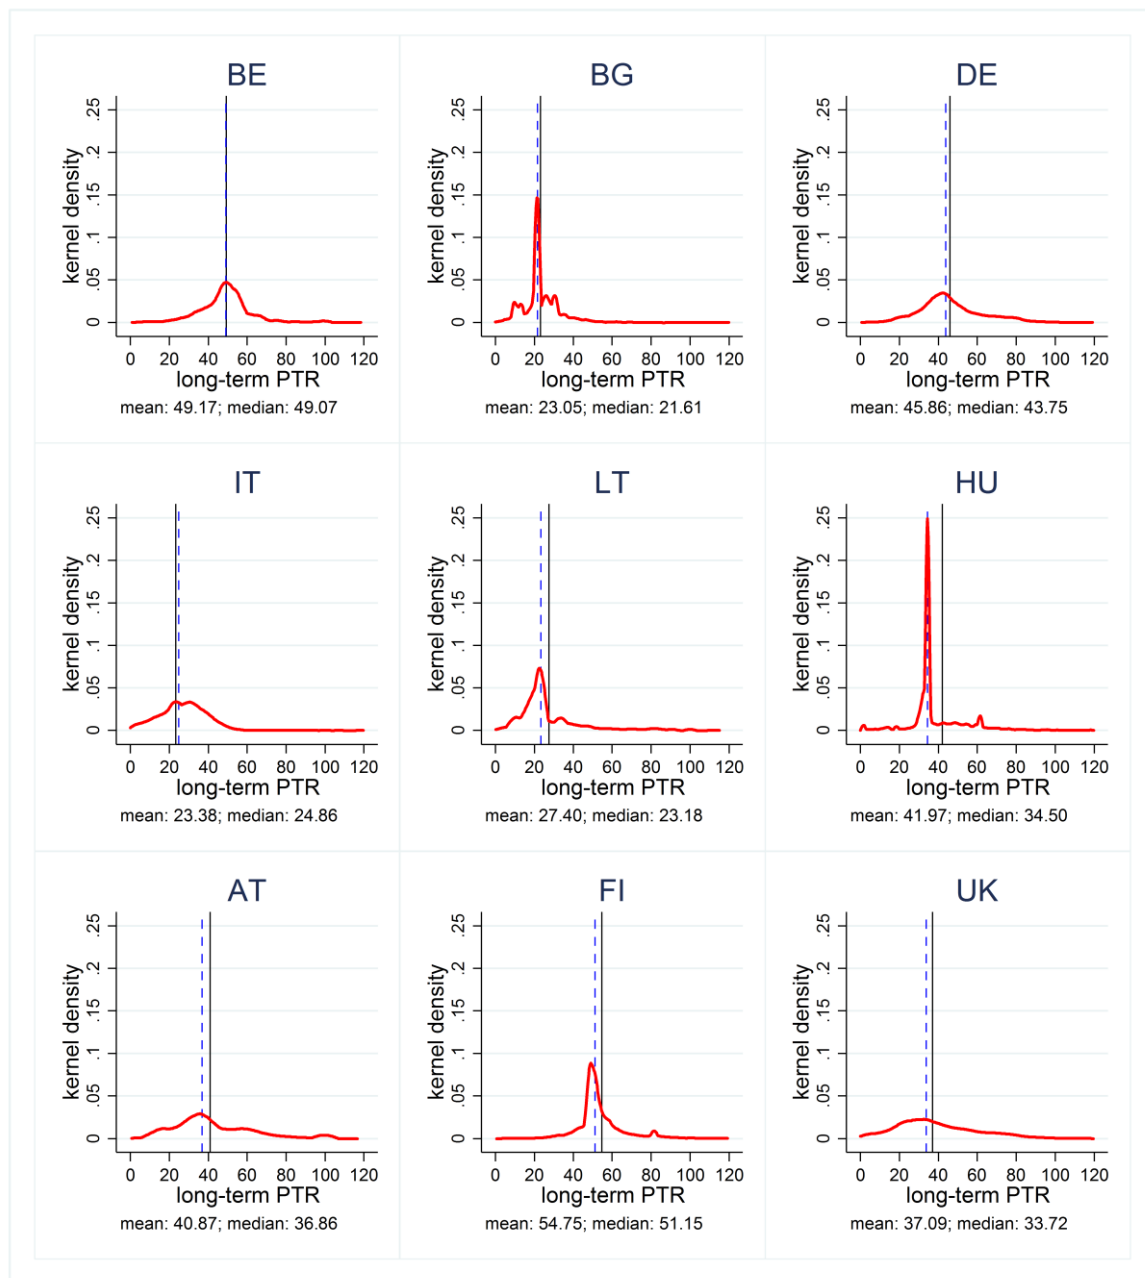 BE
BG
DE
kernel density
0 .05 .1 .15 .2 .25
0 20 40 60 80 100 120
long-term PTR
mean: 49.17; median: 49.07
kernel density
0 .05 .1 .15 .2 .25
0 20 40 60 80 100 120
long-term PTR
mean: 23.05; median: 21.61
kernel density
0 .05 .1 .15 .2 .25
0 20 40 60 80 100 120
long-term PTR
mean: 45.86; median: 43.75
IT
LT
HU
kernel density
0 .05 .1 .15 .2 .25
0 20 40 60 80 100 120
long-term PTR
mean: 23.38; median: 24.86
kernel density
0 .05 .1 .15 .2 .25
0 20 40 60 80 100 120
long-term PTR
mean: 27.40; median: 23.18
kernel density
0 .05 .1 .15 .2 .25
0 20 40 60 80 100 120
long-term PTR
mean: 41.97; median: 34.50
AT
FI
UK
kernel density
0 .05 .1 .15 .2 .25
0 20 40 60 80 100 120
long-term PTR
mean: 40.87; median: 36.86
kernel density
0 .05 .1 .15 .2 .25
0 20 40 60 80 100 120
long-term PTR
mean: 54.75; median: 51.15
kernel density
0 .05 .1 .15 .2 .25
0 20 40 60 80 100 120
long-term PTR
mean: 37.09; median: 33.72